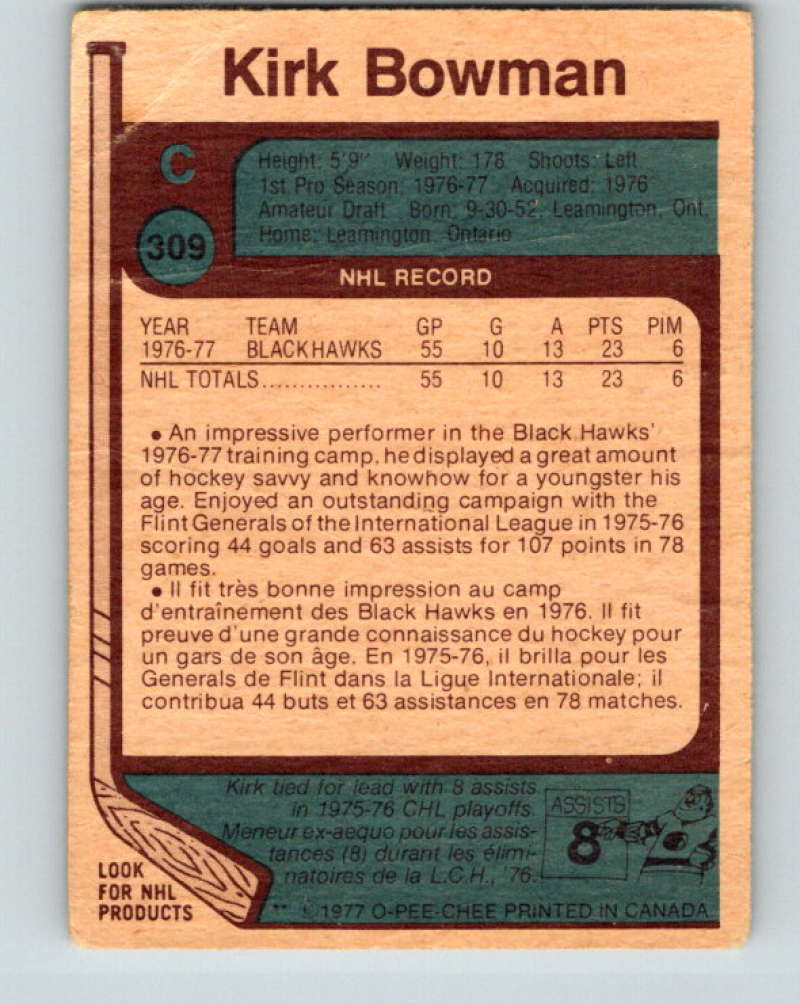 Kirk Bowman
C
309
Height: 5'9" Weight: 178 Shoots: Left
1st Pro Season: 1976-77 Acquired: 1976
Amateur Draft Born: 9-30-52, Leamington, Ont.
Home: Leamington, Ontario
NHL RECORD
YEAR TEAM GP G A PTS PIM
1976-77 BLACKHAWKS 55 10 13 23 6
NHL TOTALS................ 55 10 13 23 6
• An impressive performer in the Black Hawks'
1976-77 training camp, he displayed a great amount
of hockey savvy and knowhow for a youngster his
age. Enjoyed an outstanding campaign with the
Flint Generals of the International League in 1975-76
scoring 44 goals and 63 assists for 107 points in 78
games.
• Il fit très bonne impression au camp
d'entraînement des Black Hawks en 1976. Il fit
preuve d'une grande connaissance du hockey pour
un gars de son âge. En 1975-76, il brilla pour les
Generals de Flint dans la Ligue Internationale; il
contribua 44 buts et 63 assistances en 78 matches.
Kirk tied for lead with 8 assists
in 1975-76 CHL playoffs.
Meneur ex-aequo pour les assis-
tances (8) durant les élimi-
natoires de la L.C.H., '76.
ASSISTS
8
LOOK
FOR NHL
PRODUCTS
** © 1977 O-PEE-CHEE PRINTED IN CANADA